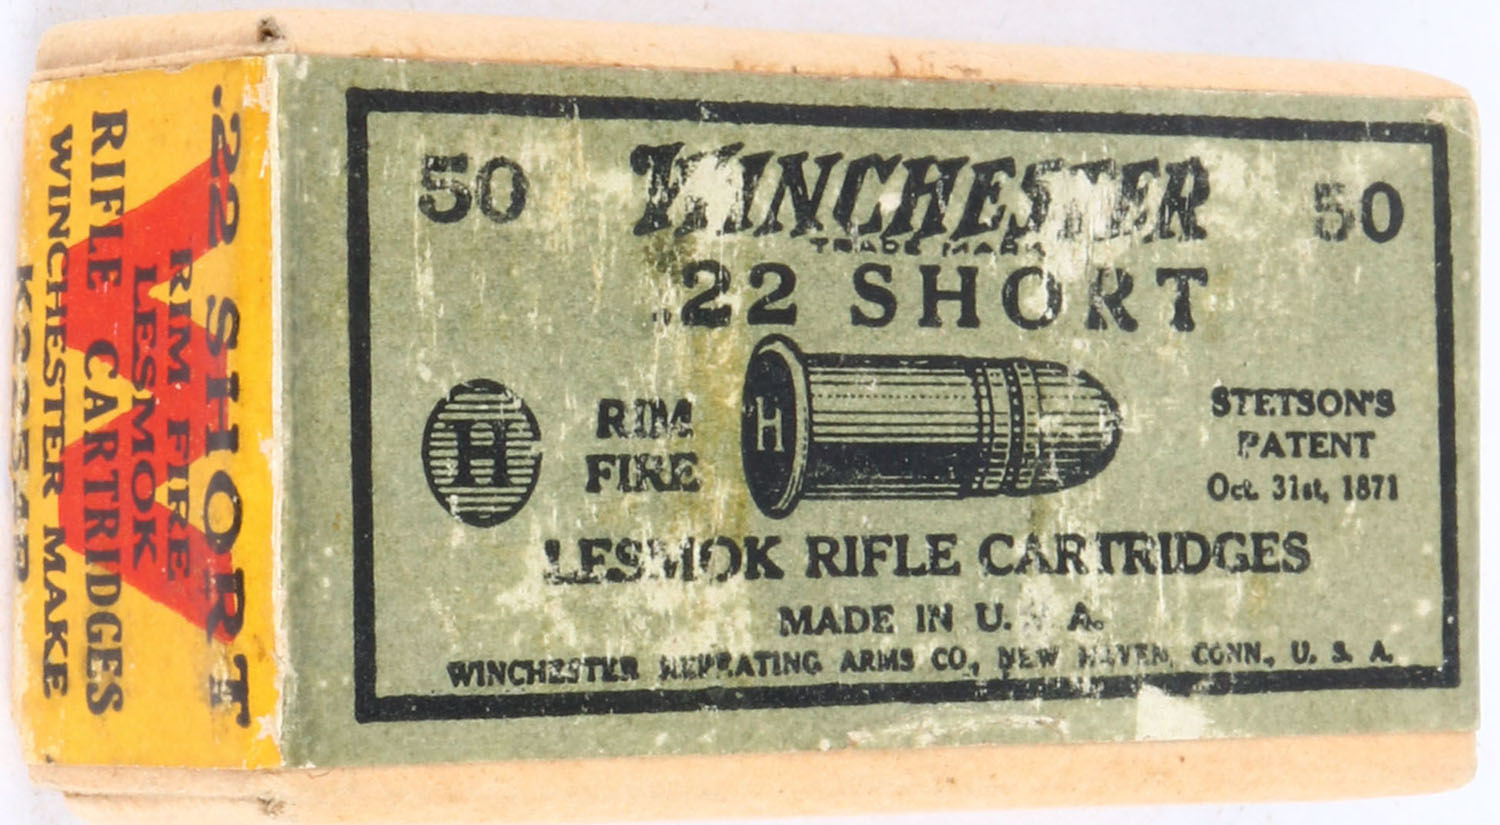 50 WINCHESTER 50
TRADE MARK
.22 SHORT
H
RIM
FIRE
H
STETSON'S
PATENT
Oct. 31st, 1871
LESMOK RIFLE CARTRIDGES
MADE IN U. S. A.
WINCHESTER REPEATING ARMS CO., NEW HAVEN, CONN., U. S. A.
.22 SHORT
RIM FIRE
LESMOK
RIFLE CARTRIDGES
WINCHESTER MAKE